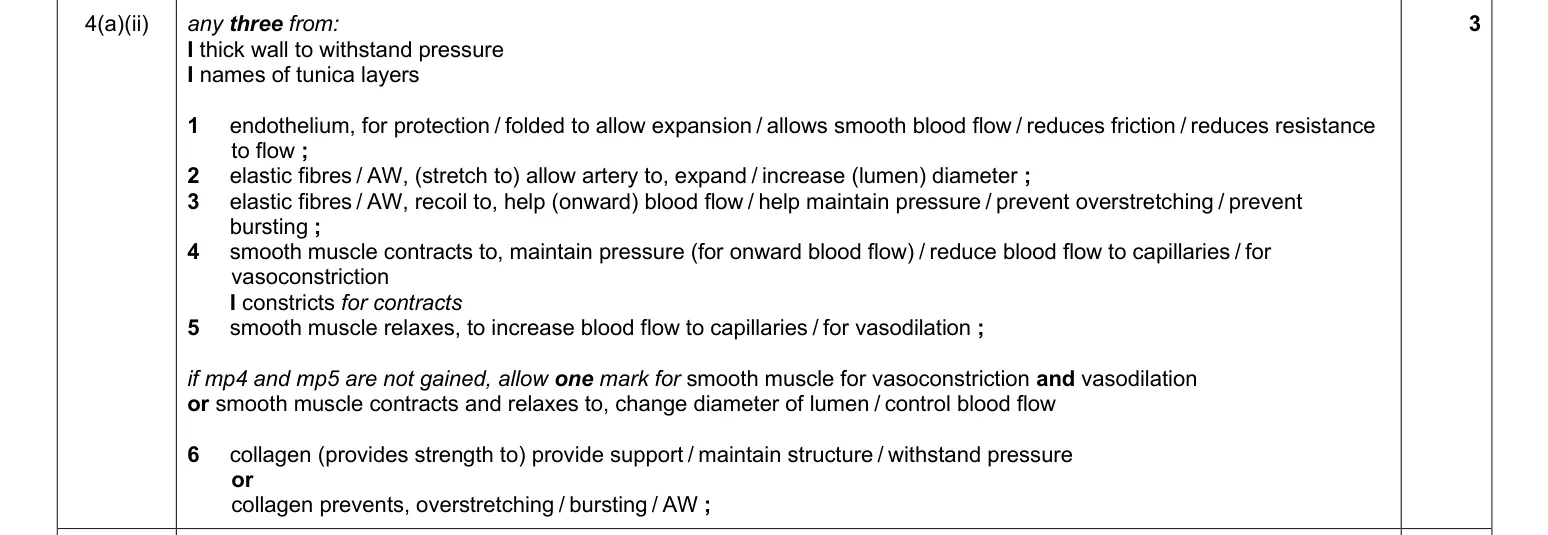 4(a)(ii) any three from: 3
I thick wall to withstand pressure
I names of tunica layers
1 endothelium, for protection / folded to allow expansion / allows smooth blood flow / reduces friction / reduces resistance
to flow ;
2 elastic fibres / AW, (stretch to) allow artery to, expand / increase (lumen) diameter ;
3 elastic fibres / AW, recoil to, help (onward) blood flow / help maintain pressure / prevent overstretching / prevent
bursting ;
4 smooth muscle contracts to, maintain pressure (for onward blood flow) / reduce blood flow to capillaries / for
vasoconstriction
I constricts for contracts
5 smooth muscle relaxes, to increase blood flow to capillaries / for vasodilation ;
if mp4 and mp5 are not gained, allow one mark for smooth muscle for vasoconstriction and vasodilation
or smooth muscle contracts and relaxes to, change diameter of lumen / control blood flow
6 collagen (provides strength to) provide support / maintain structure / withstand pressure
or
collagen prevents, overstretching / bursting / AW ;